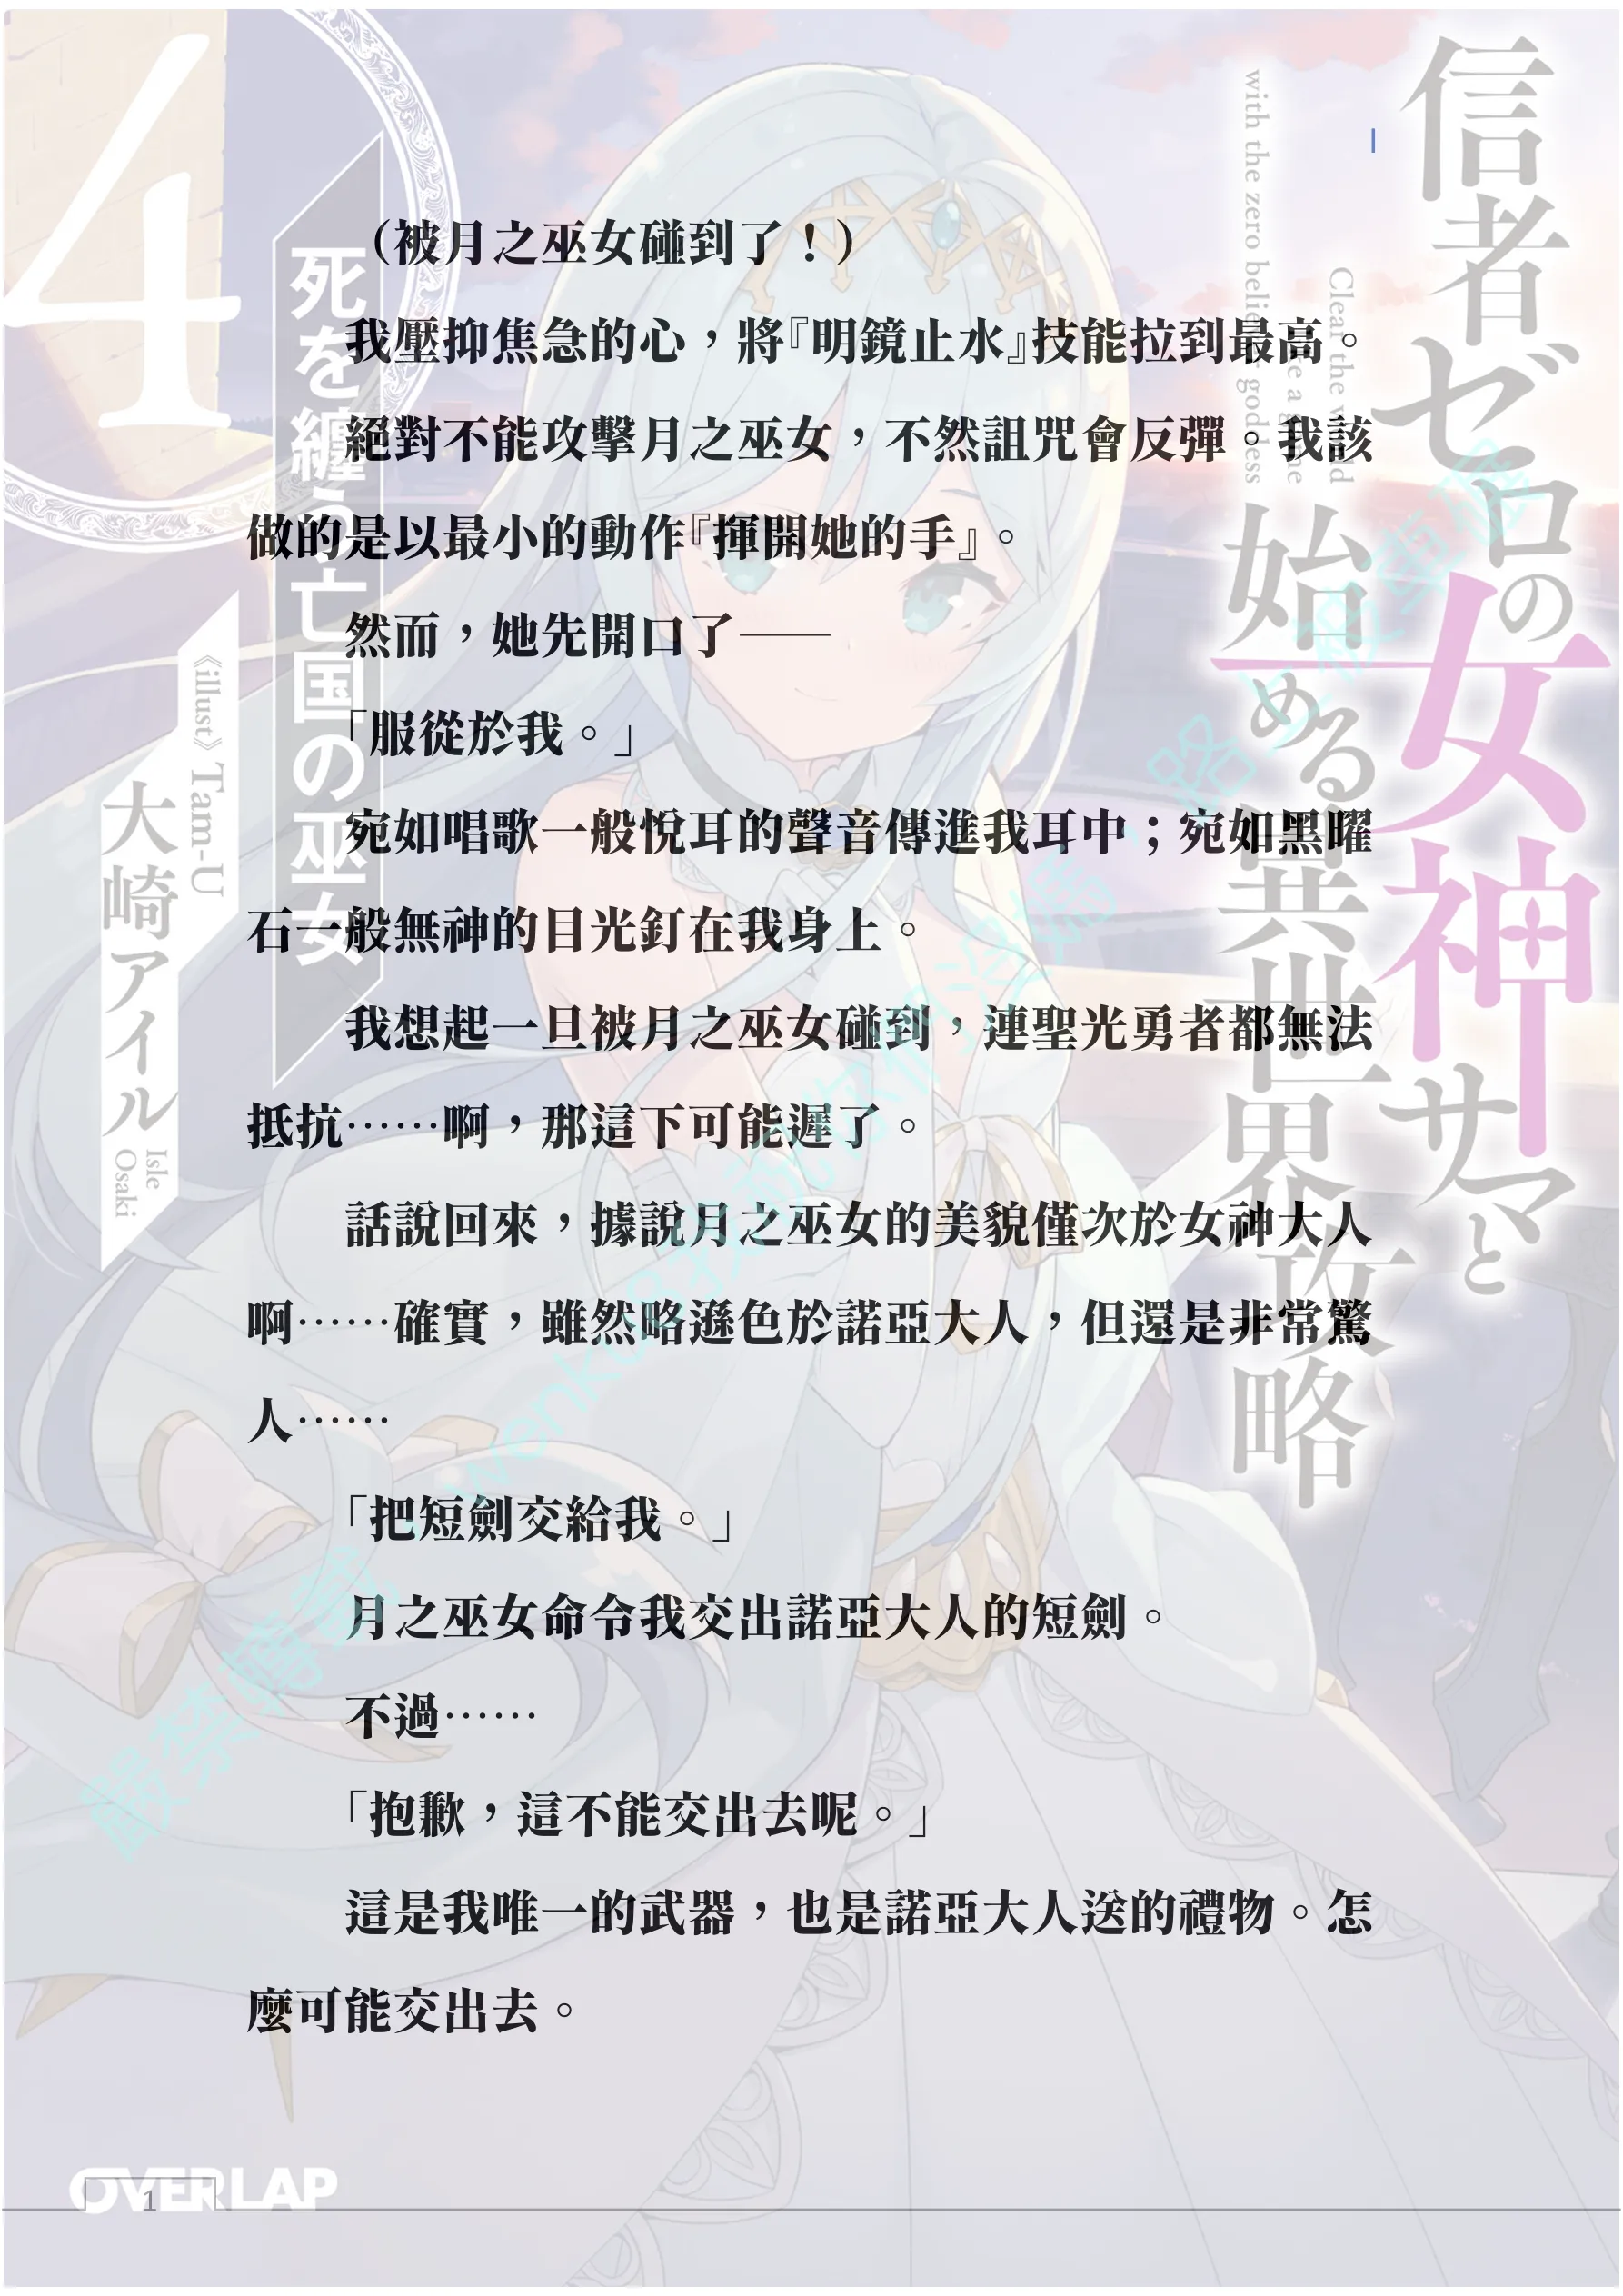 （被月之巫女碰到了！）
我壓抑焦急的心，將『明鏡止水』技能拉到最高。
絕對不能攻擊月之巫女，不然詛咒會反彈。我該
做的是以最小的動作『揮開她的手』。
然而，她先開口了——
「服從於我。」
宛如唱歌一般悅耳的聲音傳進我耳中；宛如黑曜
石一般無神的目光釘在我身上。
我想起一旦被月之巫女碰到，連聖光勇者都無法
抵抗……啊，那這下可能遲了。
話說回來，據說月之巫女的美貌僅次於女神大人
啊……確實，雖然略遜色於諾亞大人，但還是非常驚
人……
「把短劍交給我。」
月之巫女命令我交出諾亞大人的短劍。
不過……
「抱歉，這不能交出去呢。」
這是我唯一的武器，也是諾亞大人送的禮物。怎
麼可能交出去。
信者ゼロの女神サマと
始める異世界攻略
Clear the world
like a game
with the zero believer goddess
4
死を纏う亡国の巫女
《illust》Tam-U
大崎アイル
Isle
Osaki
嚴禁轉載
OVERLAP
1